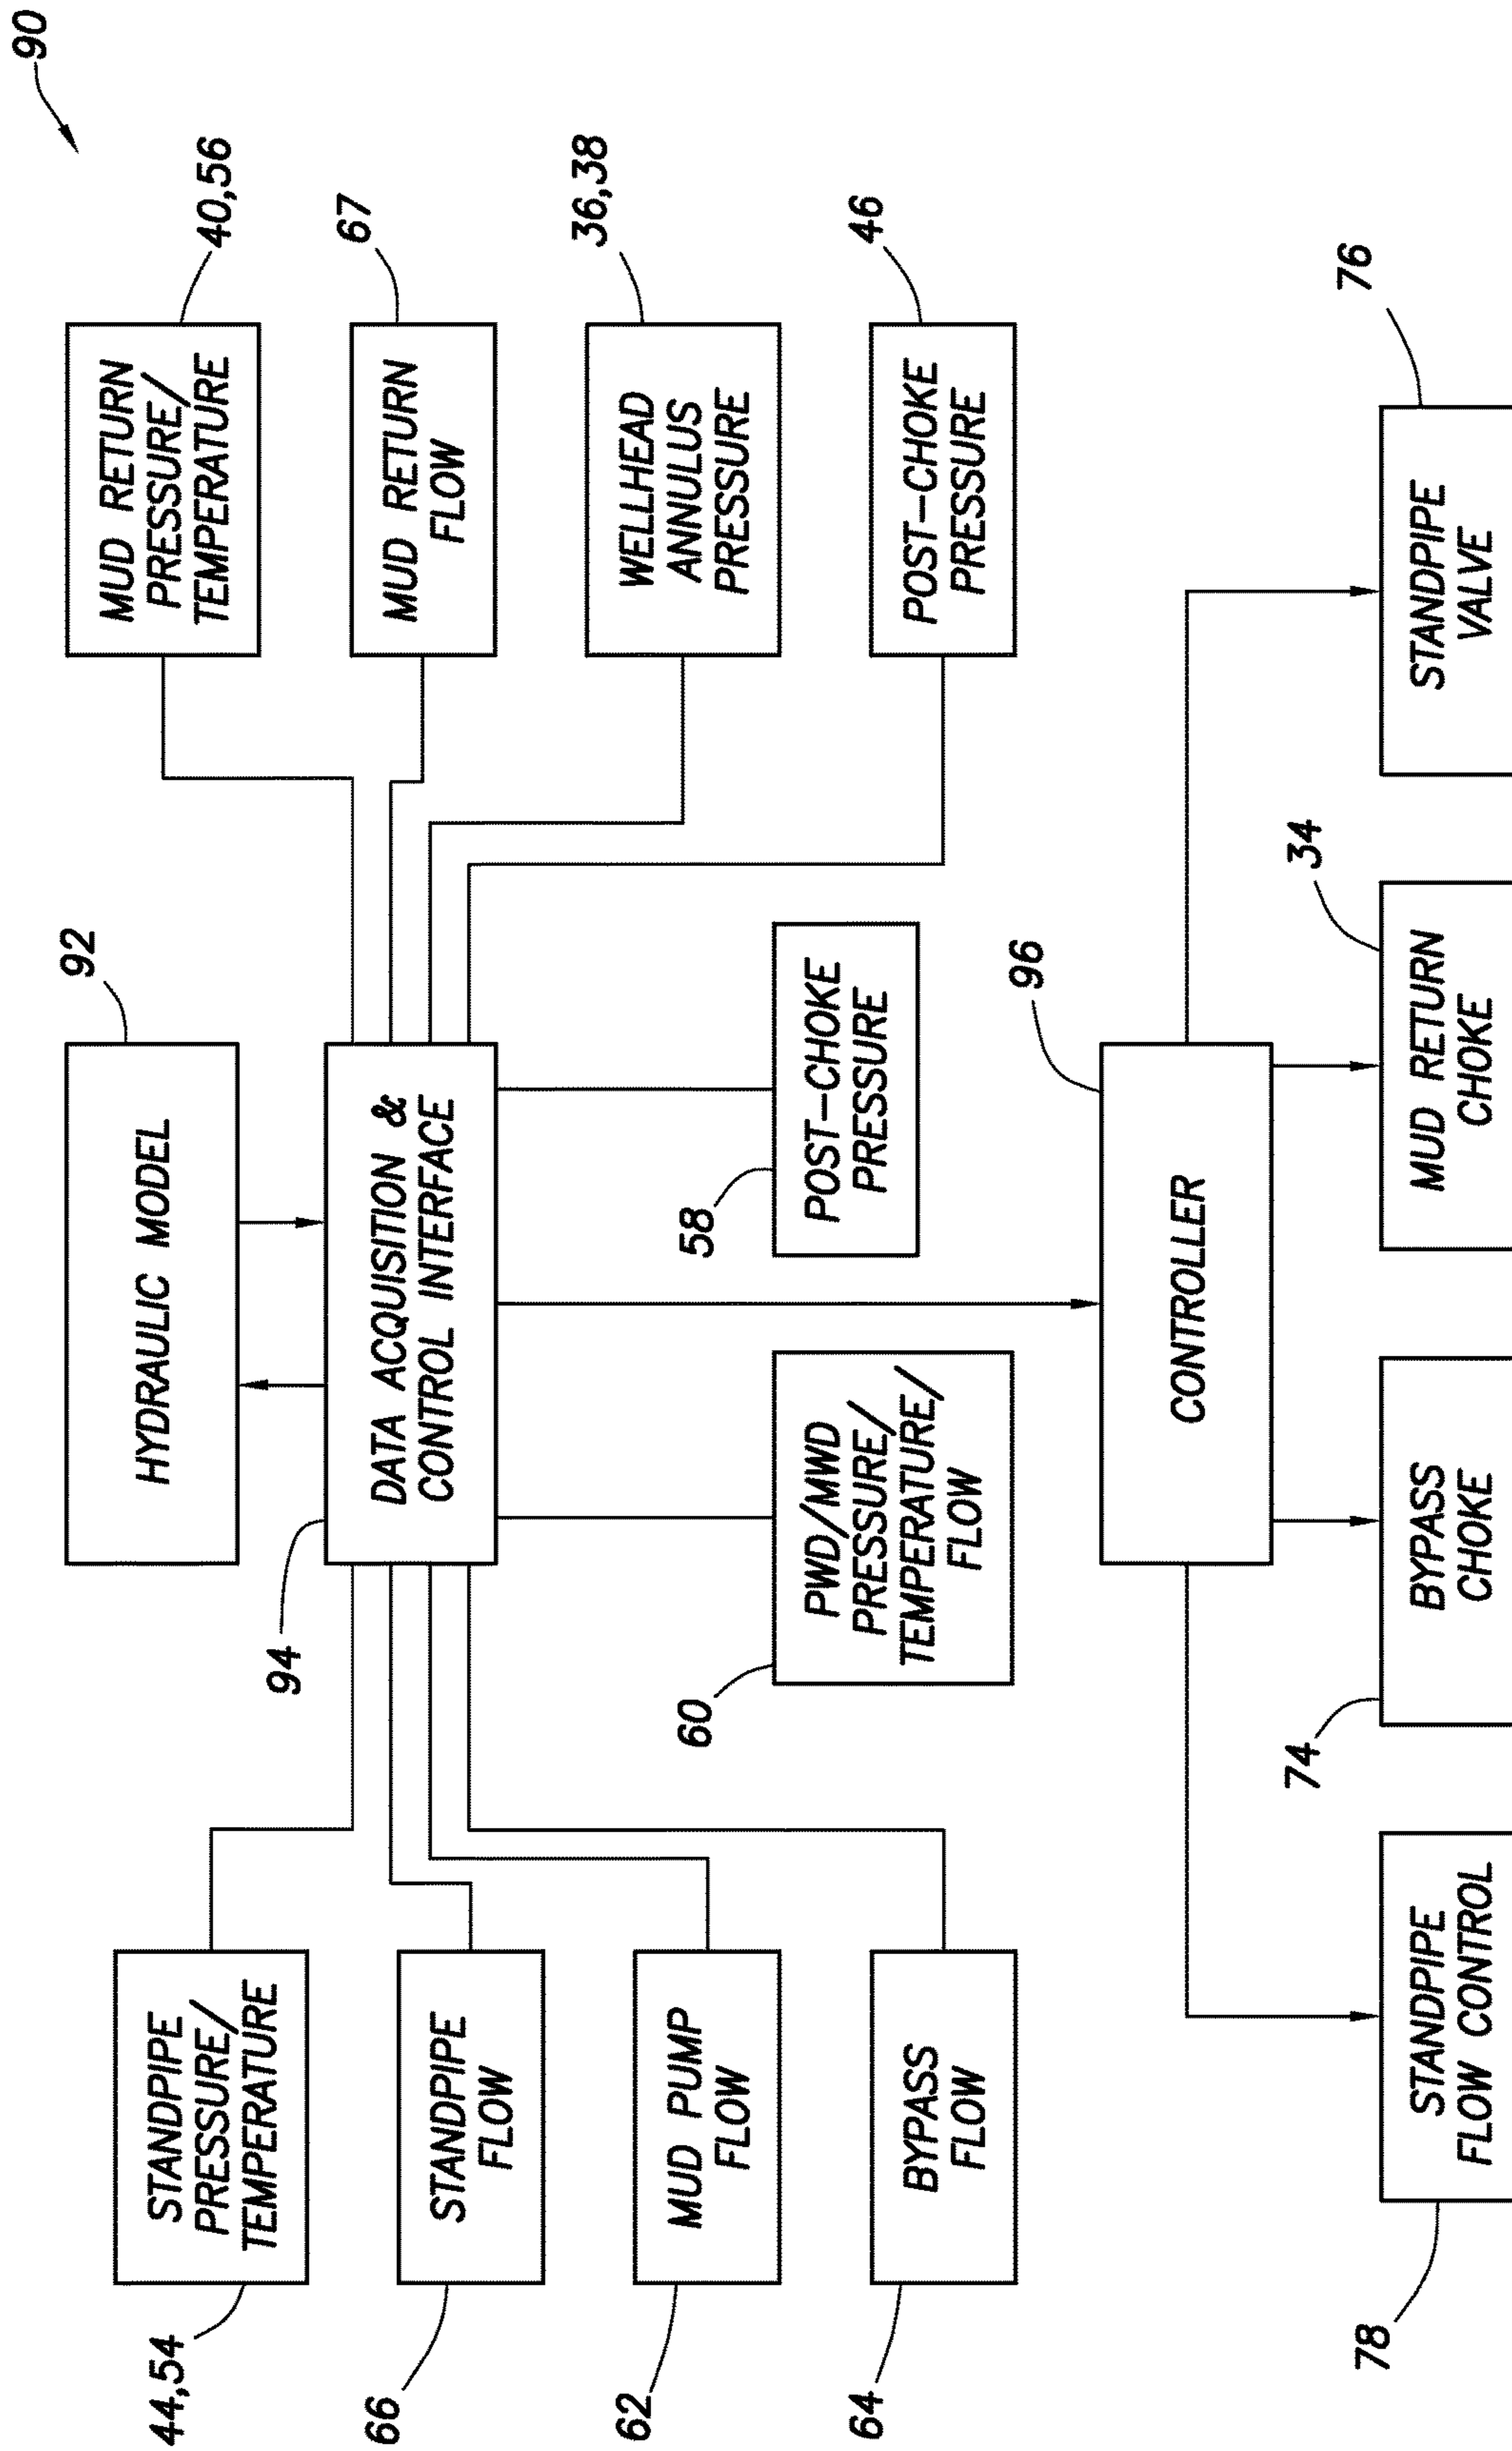 90
92
HYDRAULIC MODEL
94
DATA ACQUISITION &
CONTROL INTERFACE
44,54
STANDPIPE
PRESSURE/
TEMPERATURE
66
STANDPIPE
FLOW
62
MUD PUMP
FLOW
64
BYPASS
FLOW
40,56
MUD RETURN
PRESSURE/
TEMPERATURE
67
MUD RETURN
FLOW
36,38
WELLHEAD
ANNULUS
PRESSURE
46
POST-CHOKE
PRESSURE
60
PWD/MWD
PRESSURE/
TEMPERATURE/
FLOW
58
POST-CHOKE
PRESSURE
96
CONTROLLER
78
STANDPIPE
FLOW CONTROL
74
BYPASS
CHOKE
34
MUD RETURN
CHOKE
76
STANDPIPE
VALVE